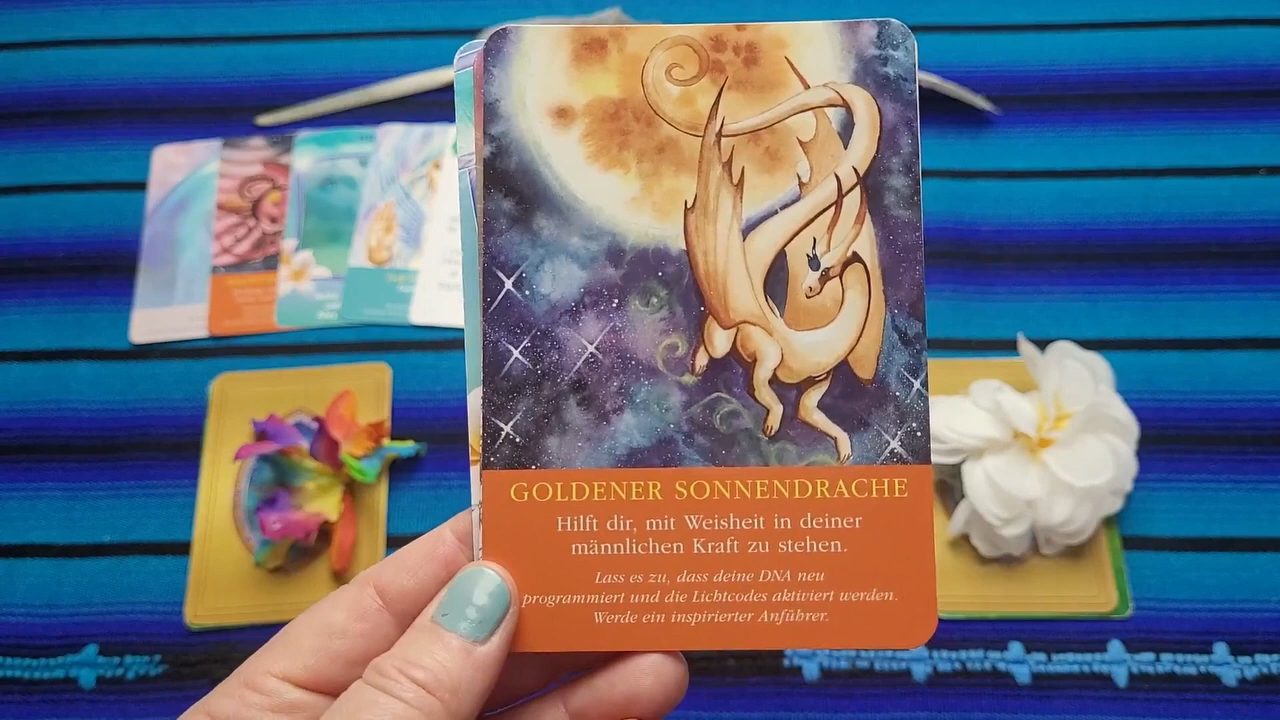 GOLDENER SONNENDRACHE
Hilft dir, mit Weisheit in deiner
männlichen Kraft zu stehen.
Lass es zu, dass deine DNA neu
programmiert und die Lichtcodes aktiviert werden.
Werde ein inspirierter Anführer.